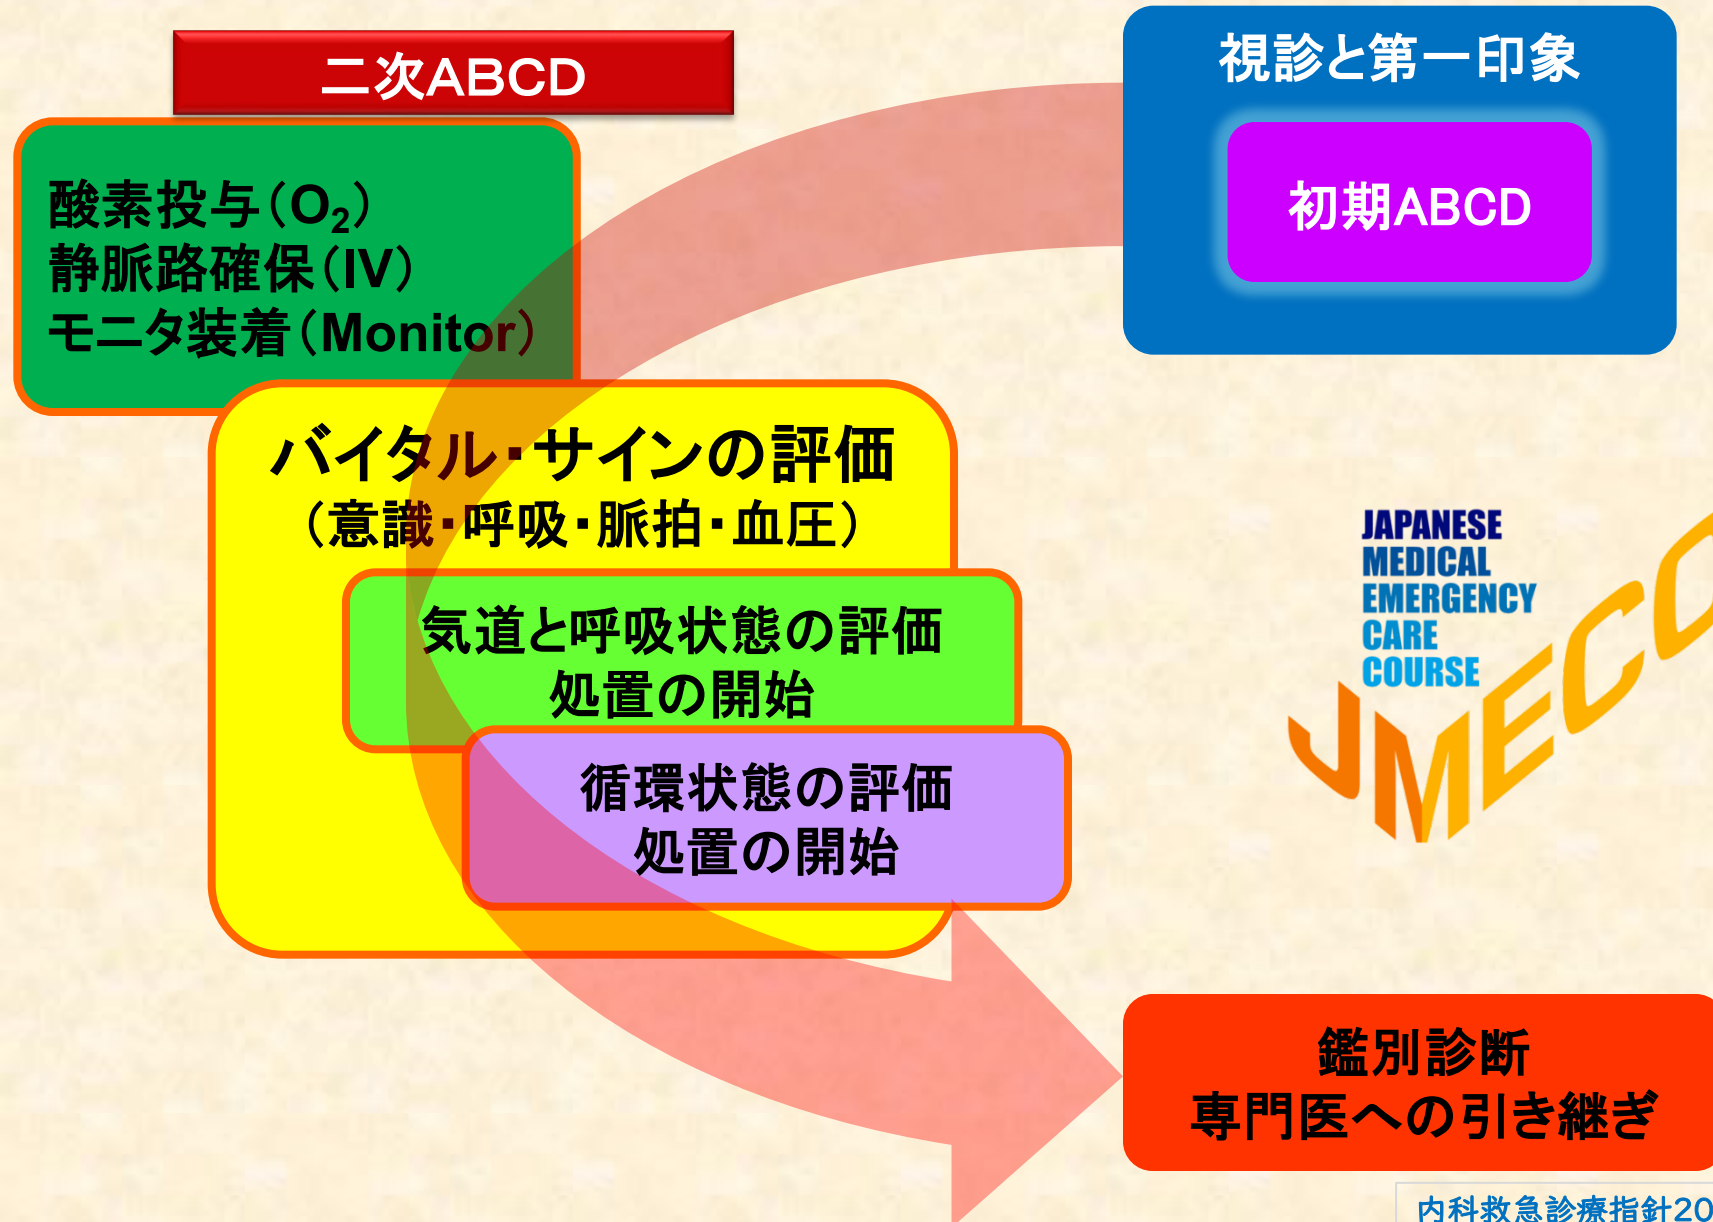 二次ABCD
視診と第一印象
初期ABCD
酸素投与（O₂）
静脈路確保（IV）
モニタ装着（Monitor）
バイタル・サインの評価
（意識・呼吸・脈拍・血圧）
気道と呼吸状態の評価
処置の開始
循環状態の評価
処置の開始
JAPANESE
MEDICAL
EMERGENCY
CARE
COURSE
JMECC
鑑別診断
専門医への引き継ぎ
内科救急診療指針20